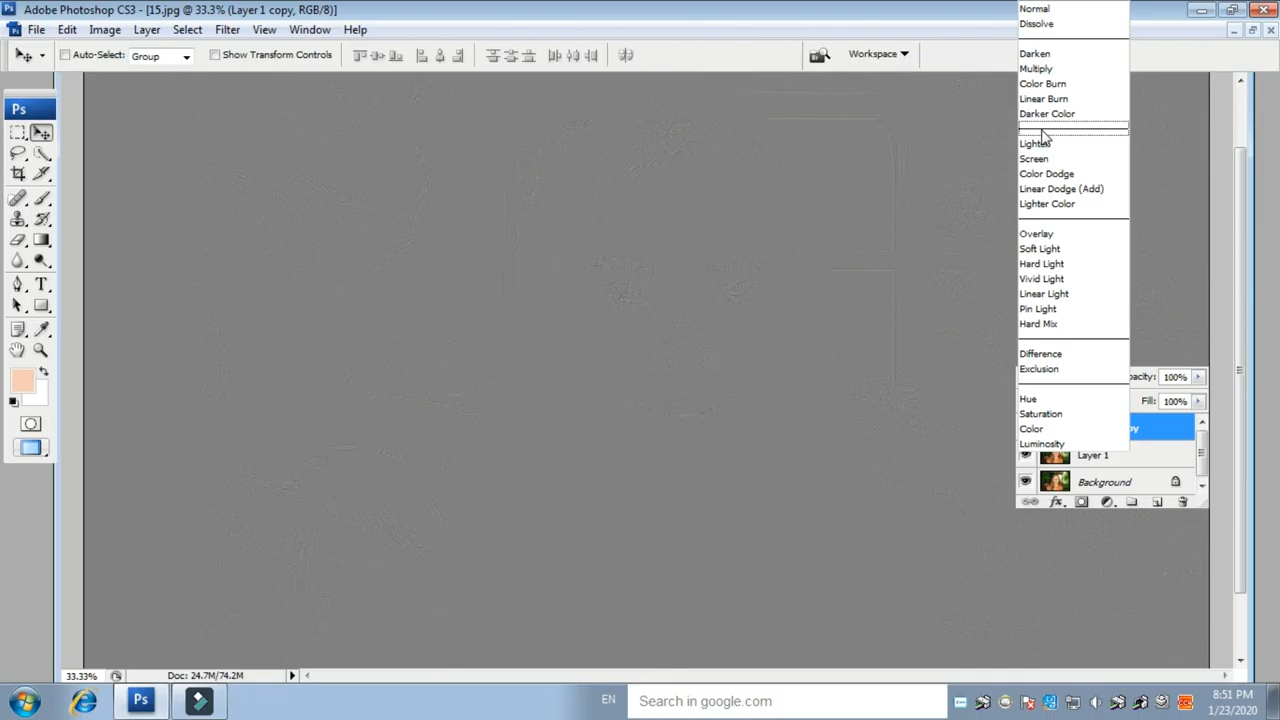 Adobe Photoshop CS3 - [15.jpg @ 33.3% (Layer 1 copy, RGB/8)]
File Edit Image Layer Select Filter Analysis View Window Help
Auto-Select: Group Show Transform Controls Workspace
Ps
Normal
Dissolve
Darken
Multiply
Color Burn
Linear Burn
Darker Color
Lighten
Screen
Color Dodge
Linear Dodge (Add)
Lighter Color
Overlay
Soft Light
Hard Light
Vivid Light
Linear Light
Pin Light
Hard Mix
Difference
Exclusion
Hue
Saturation
Color
Luminosity
pacity: 100%
Fill: 100%
py
Layer 1
Background
33.33% Doc: 24.7M/74.2M
Ps EN Search in google.com 8:51 PM
1/23/2020